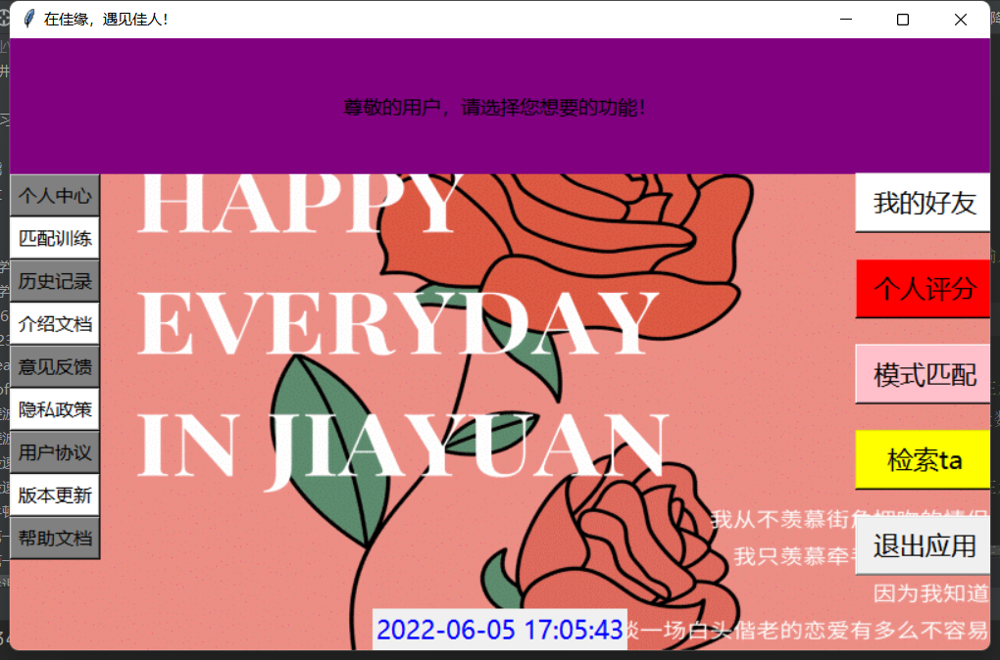 在佳缘，遇见佳人！
尊敬的用户，请选择您想要的功能！
个人中心
匹配训练
历史记录
介绍文档
意见反馈
隐私政策
用户协议
版本更新
帮助文档
HAPPY
EVERYDAY
IN JIAYUAN
我的好友
个人评分
模式匹配
检索ta
退出应用
我从不羡慕街角拥吻的情侣
我只羡慕牵手
因为我知道
谈一场白头偕老的恋爱有多么不容易
2022-06-05 17:05:43